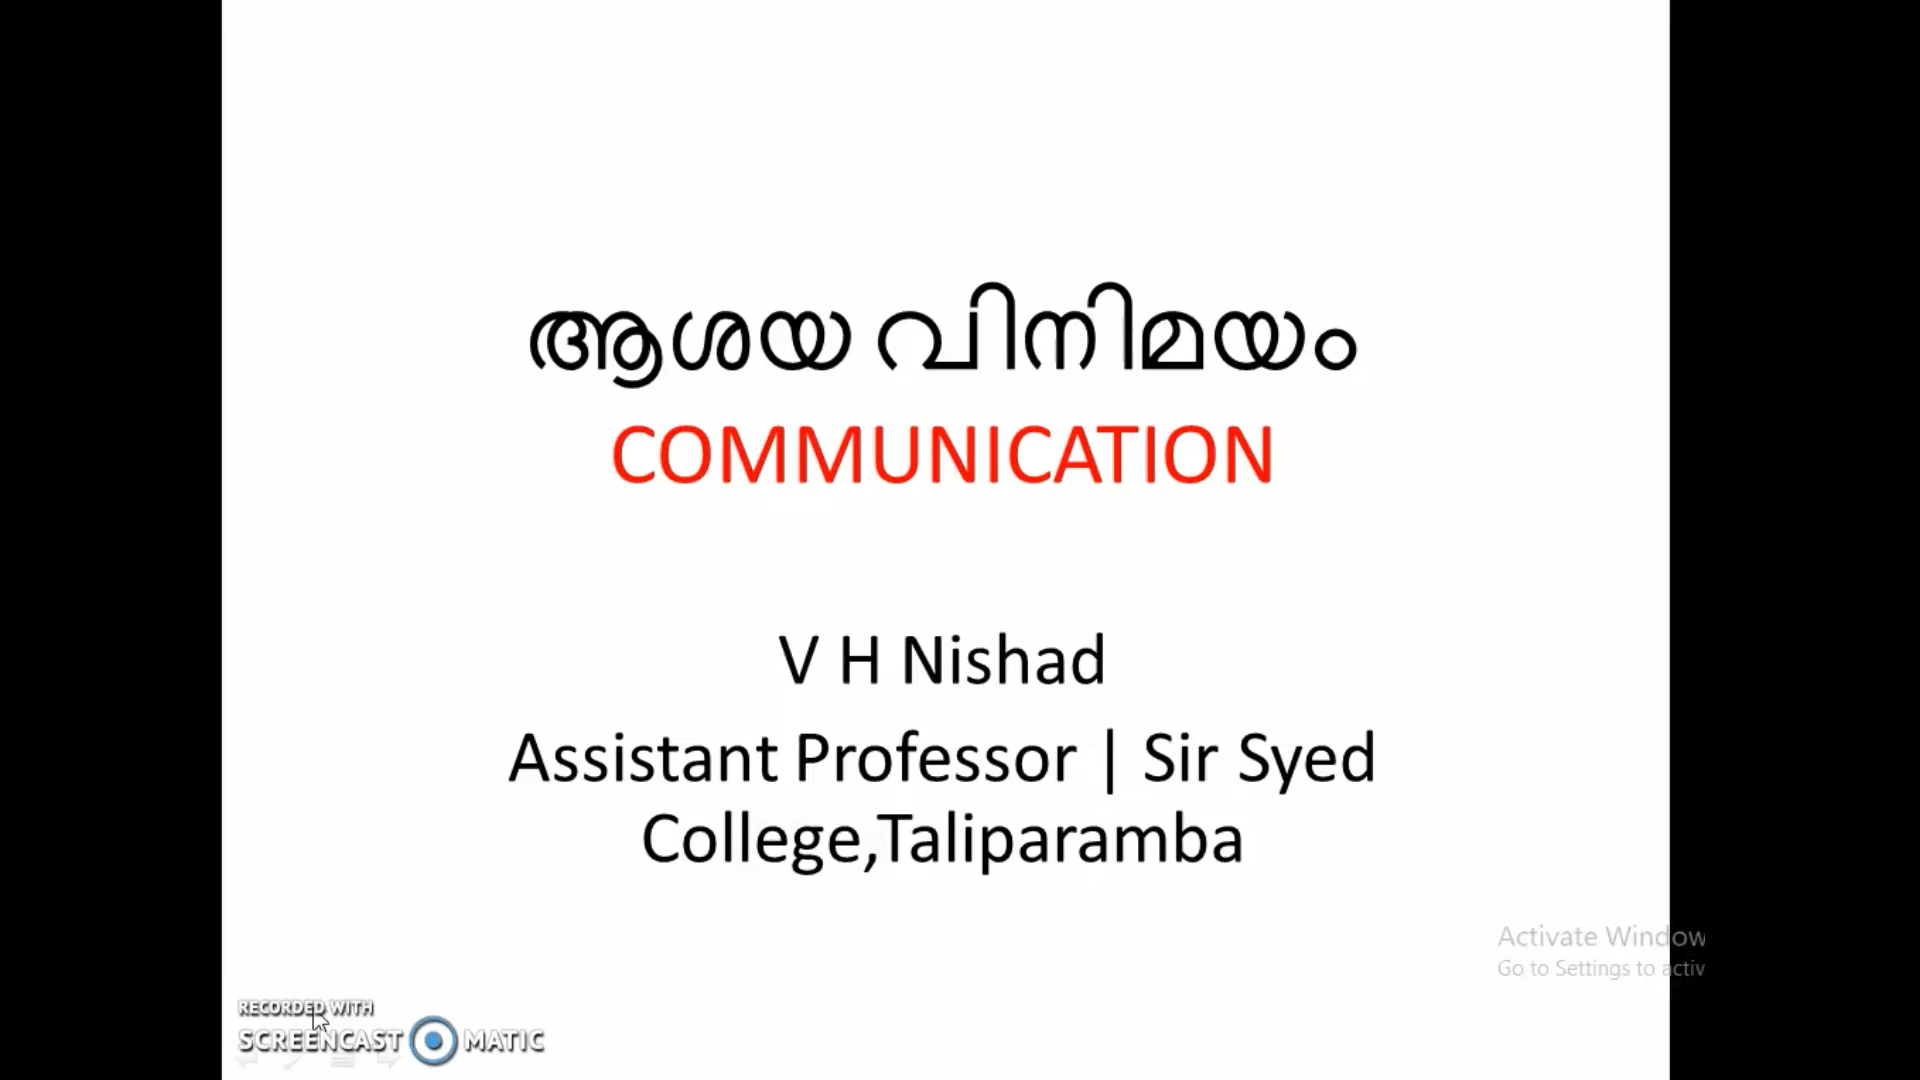 ആശയ വിനിമയം
COMMUNICATION
V H Nishad
Assistant Professor | Sir Syed
College,Taliparamba
Activate Window
Go to Settings to activ
RECORDED WITH
SCREENCAST MATIC